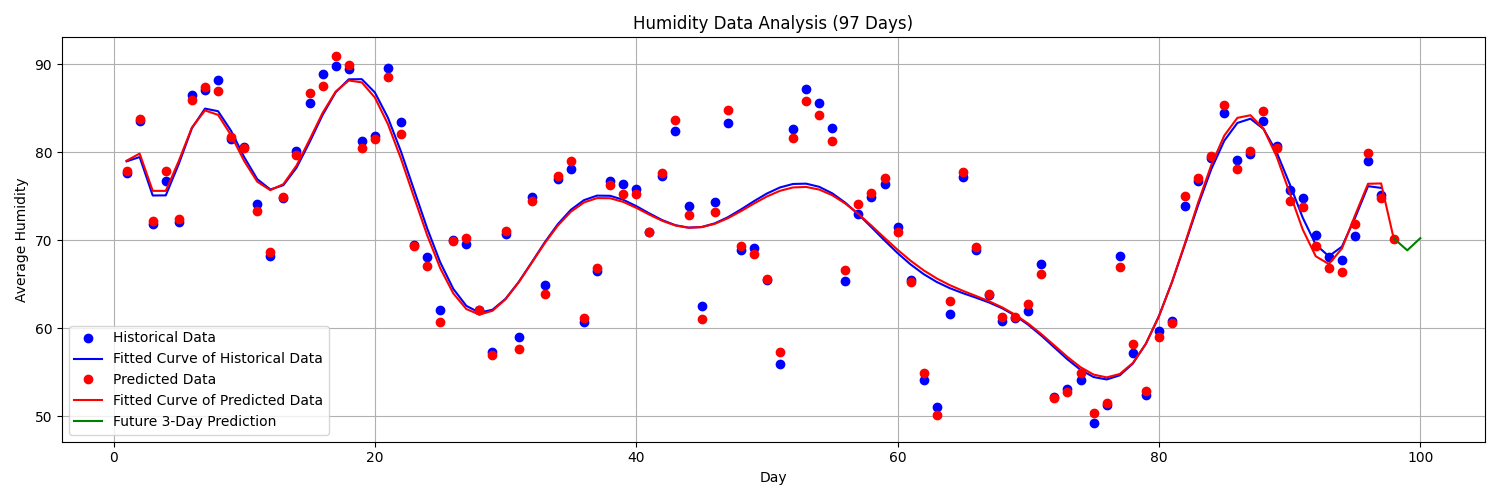 Humidity Data Analysis (97 Days)
Average Humidity
90
80
70
60
50
Historical Data
Fitted Curve of Historical Data
Predicted Data
Fitted Curve of Predicted Data
Future 3-Day Prediction
0 20 40 60 80 100
Day